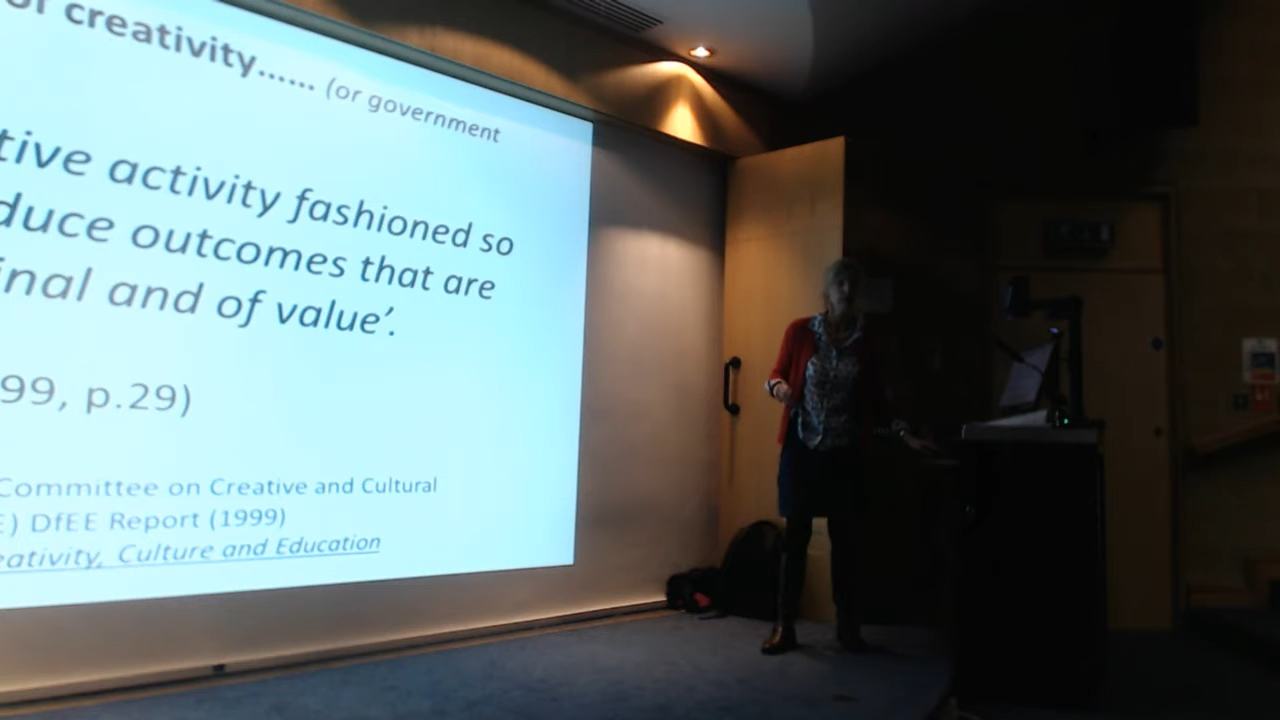 of creativity...... (or government
tive activity fashioned so
duce outcomes that are
inal and of value’.
99, p.29)
Committee on Creative and Cultural
E) DfEE Report (1999)
eativity, Culture and Education